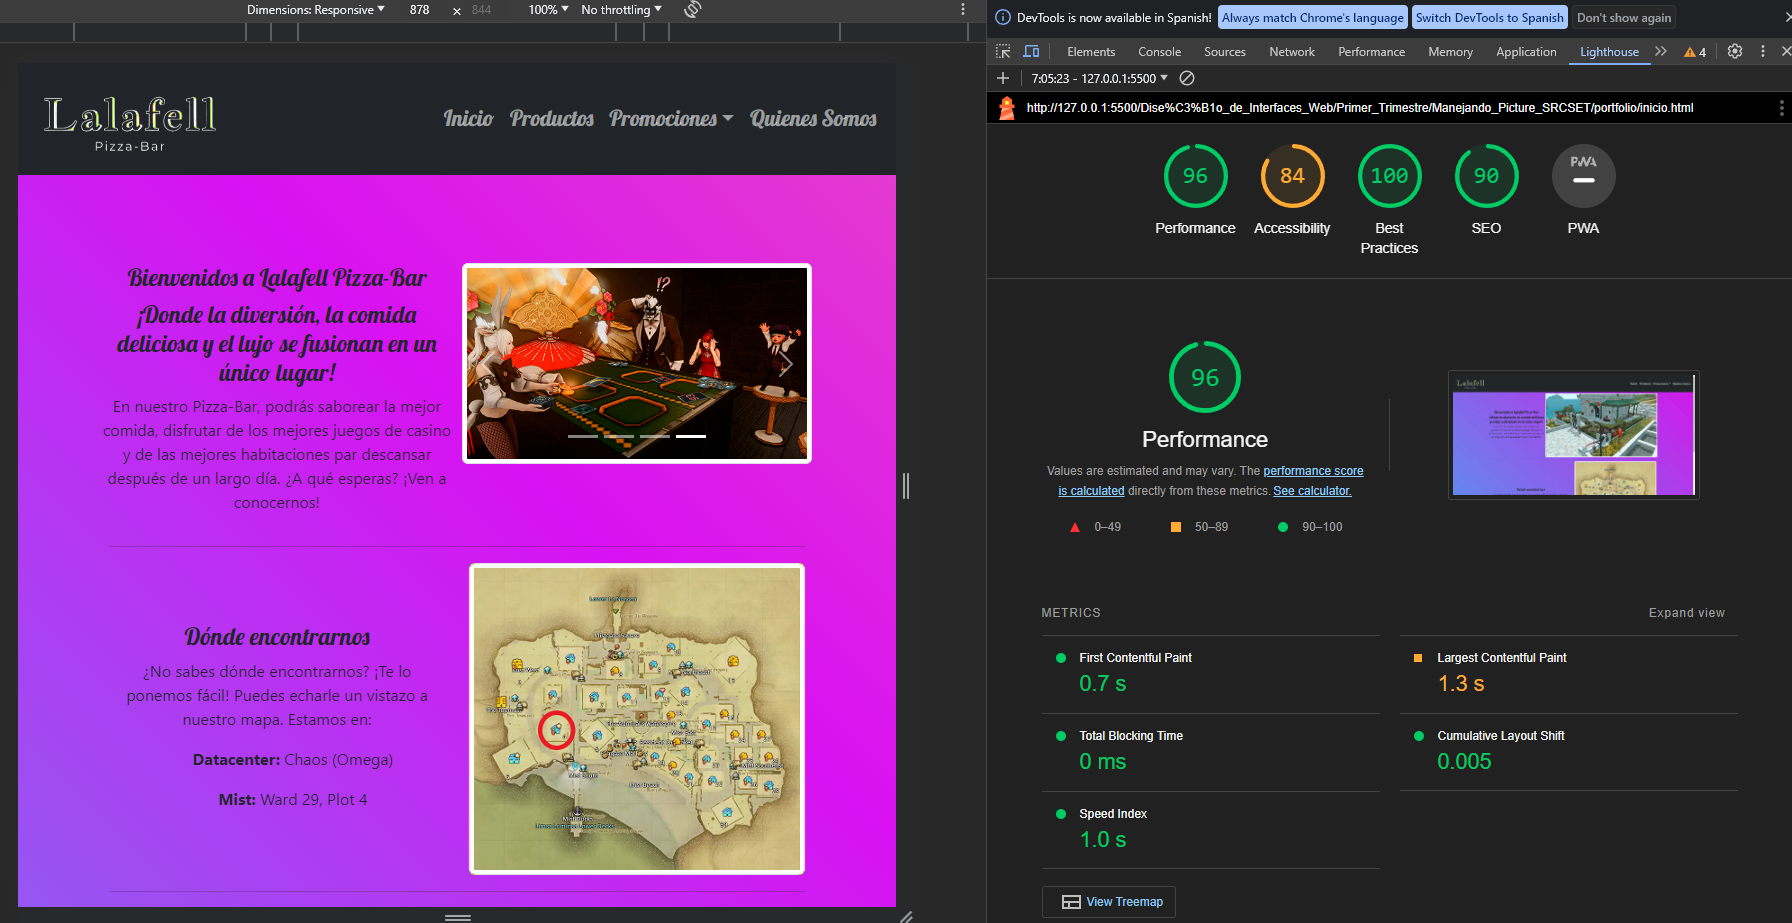 Dimensions: Responsive
878
×
844
100%
No throttling
DevTools is now available in Spanish!
Always match Chrome's language
Switch DevTools to Spanish
Don't show again
Elements
Console
Sources
Network
Performance
Memory
Application
Lighthouse
4
7:05:23 - 127.0.0.1:5500
http://127.0.0.1:5500/Dise%C3%B1o_de_Interfaces_Web/Primer_Trimestre/Manejando_Picture_SRCSET/portfolio/inicio.html
Lalafell
Pizza-Bar
Inicio
Productos
Promociones
Quienes Somos
Bienvenidos a Lalafell Pizza-Bar
¡Donde la diversión, la comida
deliciosa y el lujo se fusionan en un
único lugar!
En nuestro Pizza-Bar, podrás saborear la mejor
comida, disfrutar de los mejores juegos de casino
y de las mejores habitaciones par descansar
después de un largo día. ¿A qué esperas? ¡Ven a
conocernos!
!?
Dónde encontrarnos
¿No sabes dónde encontrarnos? ¡Te lo
ponemos fácil! Puedes echarle un vistazo a
nuestro mapa. Estamos en:
Datacenter: Chaos (Omega)
Mist: Ward 29, Plot 4
96
84
100
90
PWA
Performance
Accessibility
Best
Practices
SEO
PWA
96
Performance
Values are estimated and may vary. The performance score
is calculated directly from these metrics. See calculator.
0–49
50–89
90–100
Lalafell
METRICS
Expand view
First Contentful Paint
0.7 s
Largest Contentful Paint
1.3 s
Total Blocking Time
0 ms
Cumulative Layout Shift
0.005
Speed Index
1.0 s
View Treemap